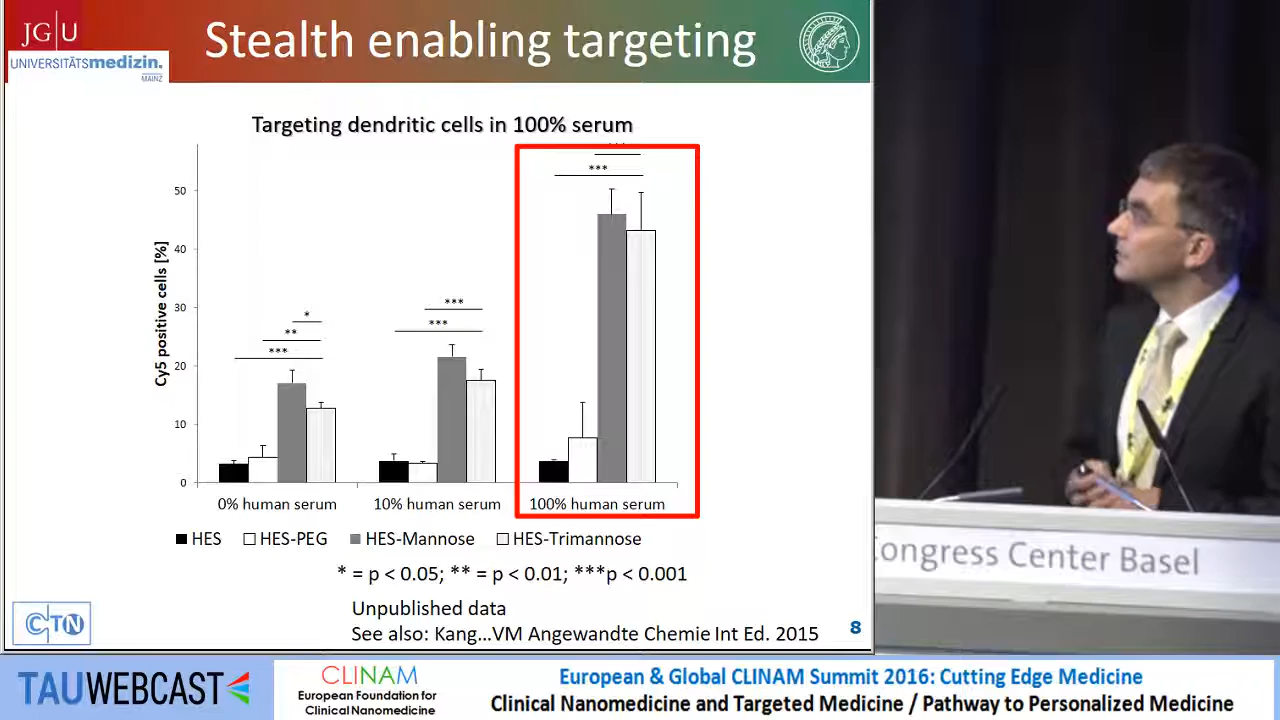 JG|U
UNIVERSITÄTSmedizin.
MAINZ
Stealth enabling targeting
Targeting dendritic cells in 100% serum
Cy5 positive cells [%]
50
40
30
20
10
0
*
**
***
***
***
***
0% human serum
10% human serum
100% human serum
HES
HES-PEG
HES-Mannose
HES-Trimannose
* = p < 0.05; ** = p < 0.01; ***p < 0.001
Unpublished data
See also: Kang...VM Angewandte Chemie Int Ed. 2015
8
CTN
Congress Center Basel
TAUWEBCAST
CLINAM
European Foundation for
Clinical Nanomedicine
European & Global CLINAM Summit 2016: Cutting Edge Medicine
Clinical Nanomedicine and Targeted Medicine / Pathway to Personalized Medicine